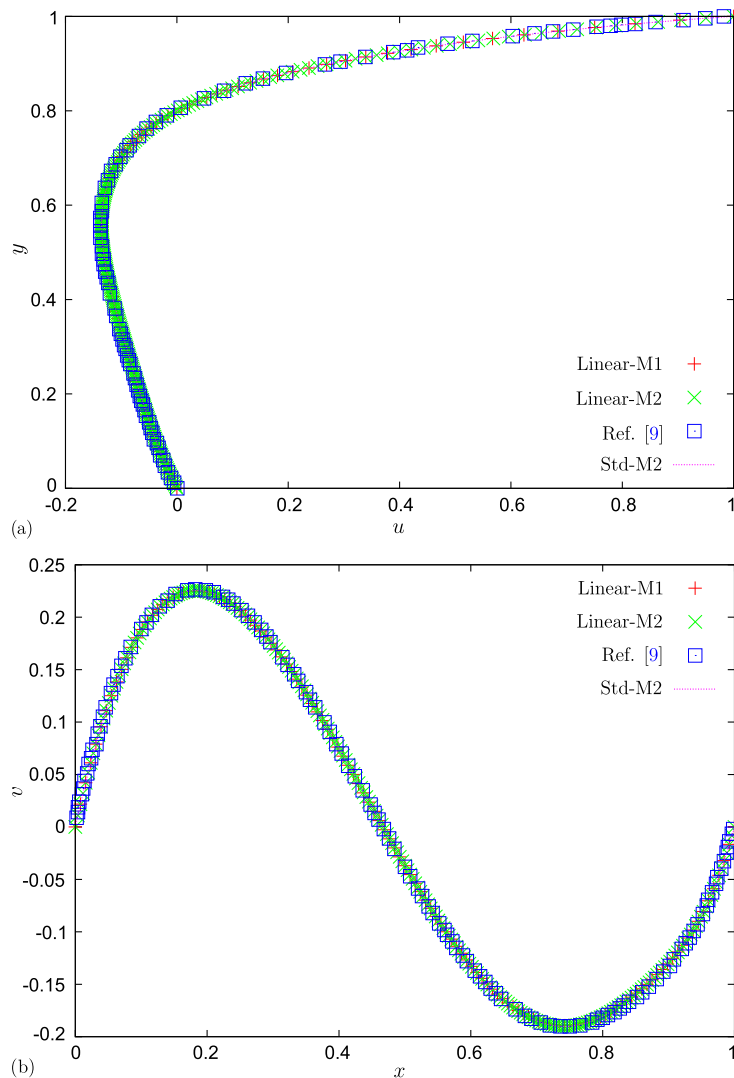 1
0.8
0.6
y
0.4
0.2
0
Linear-M1
Linear-M2
Ref. [9]
Std-M2
-0.2 0 0.2 0.4 0.6 0.8 1
(a) u
0.25
0.2
0.15
0.1
0.05
v
0
-0.05
-0.1
-0.15
-0.2
Linear-M1
Linear-M2
Ref. [9]
Std-M2
0 0.2 0.4 0.6 0.8 1
(b) x